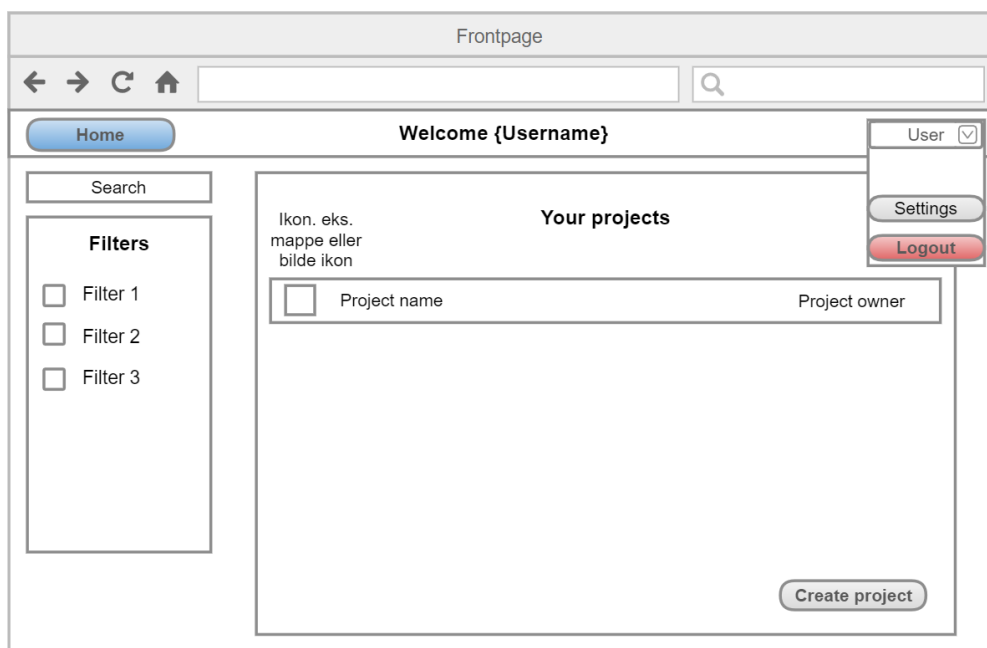 Frontpage
Home
Welcome {Username}
User
Settings
Logout
Search
Filters
Filter 1
Filter 2
Filter 3
Ikon. eks.
mappe eller
bilde ikon
Your projects
Project name
Project owner
Create project